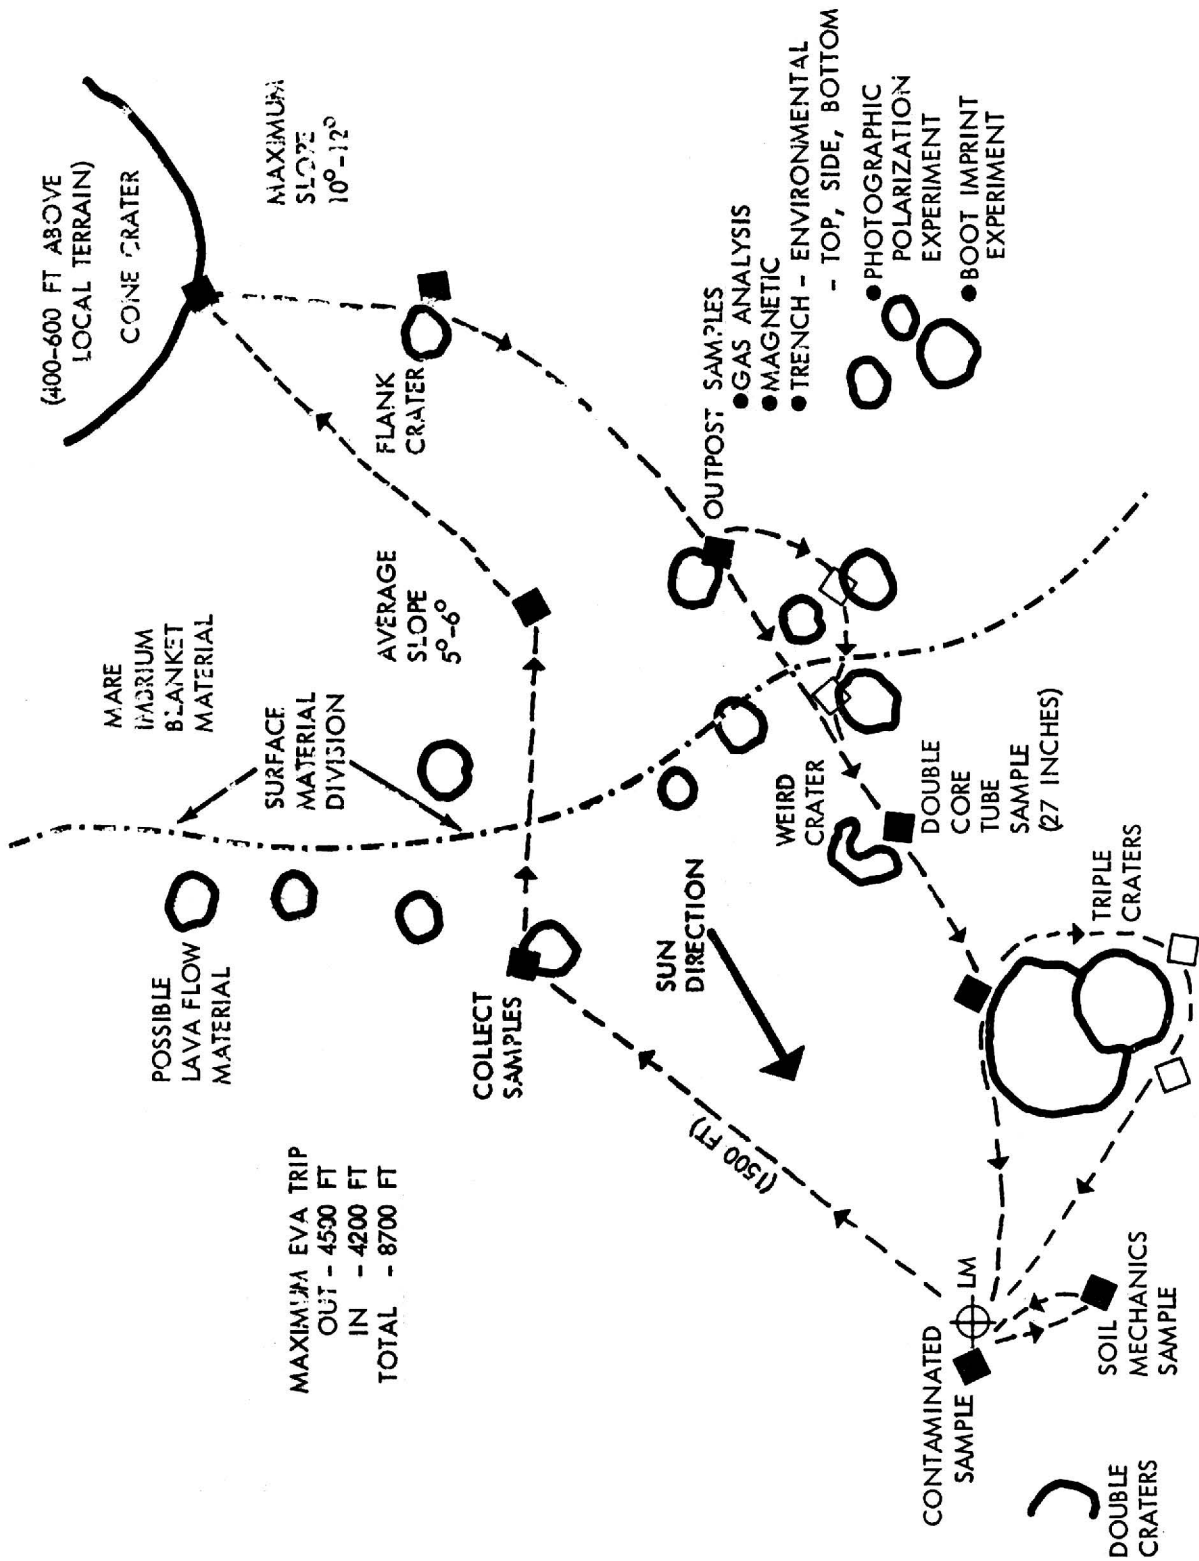 (400-600 FT ABOVE
LOCAL TERRAIN)
CONE CRATER
MAXIMUM
SLOPE
10°-12°
MARE
IMBRIUM
BLANKET
MATERIAL
FLANK
CRATER
AVERAGE
SLOPE
5°-6°
SURFACE
MATERIAL
DIVISION
POSSIBLE
LAVA FLOW
MATERIAL
OUTPOST SAMPLES
●GAS ANALYSIS
●MAGNETIC
●TRENCH - ENVIRONMENTAL
- TOP, SIDE, BOTTOM
●PHOTOGRAPHIC
POLARIZATION
EXPERIMENT
●BOOT IMPRINT
EXPERIMENT
COLLECT
SAMPLES
SUN
DIRECTION
WEIRD
CRATER
DOUBLE
CORE
TUBE
SAMPLE
(27 INCHES)
MAXIMUM EVA TRIP
OUT - 4500 FT
IN - 4200 FT
TOTAL - 8700 FT
(1500 FT)
TRIPLE
CRATERS
CONTAMINATED
SAMPLE
LM
SOIL
MECHANICS
SAMPLE
DOUBLE
CRATERS